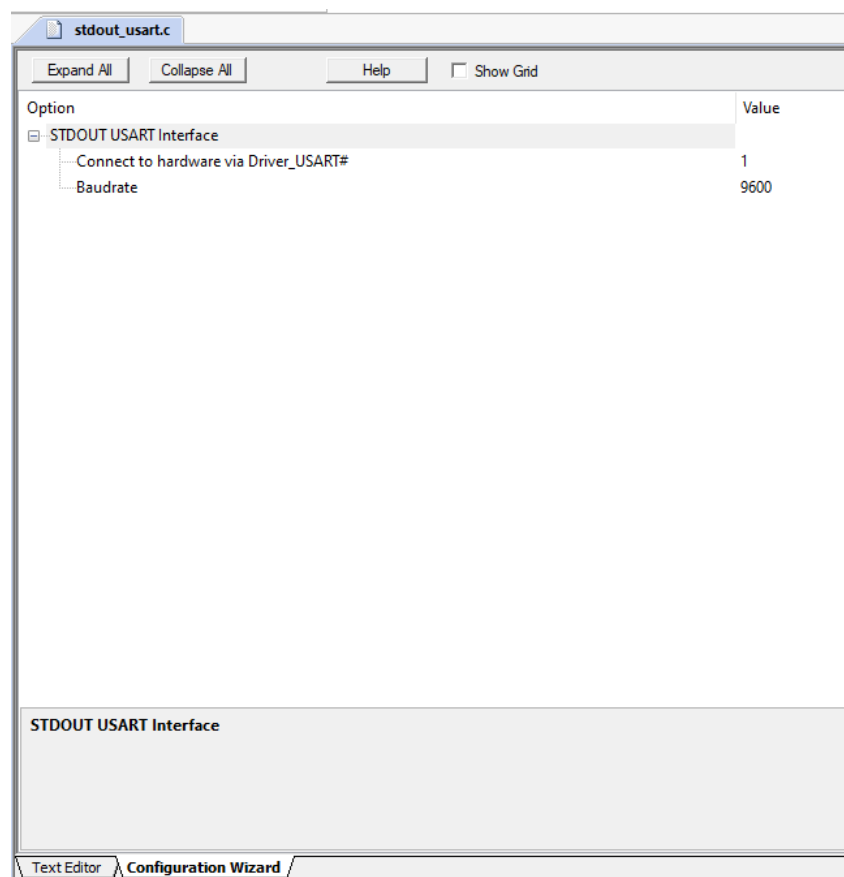 stdout_usart.c
Expand All Collapse All Help Show Grid
Option Value
STDOUT USART Interface
Connect to hardware via Driver_USART# 1
Baudrate 9600
STDOUT USART Interface
Text Editor Configuration Wizard